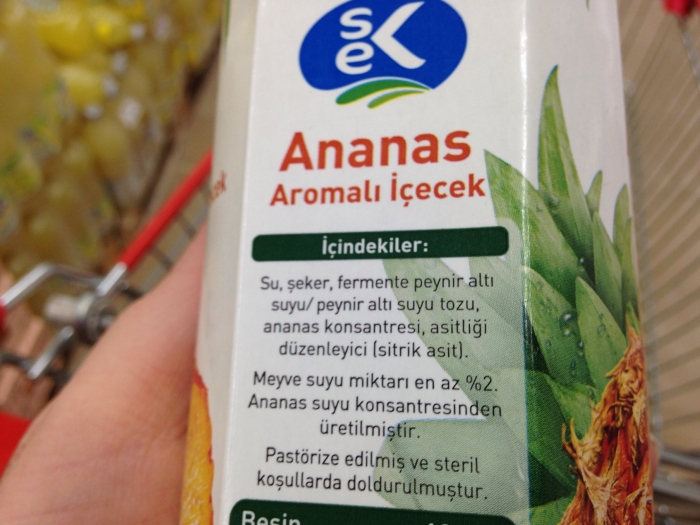 SEK
Ananas
Aromalı İçecek
İçindekiler:
Su, şeker, fermente peynir altı
suyu/ peynir altı suyu tozu,
ananas konsantresi, asitliği
düzenleyici (sitrik asit).
Meyve suyu miktarı en az %2.
Ananas suyu konsantresinden
üretilmiştir.
Pastörize edilmiş ve steril
koşullarda doldurulmuştur.
Besin